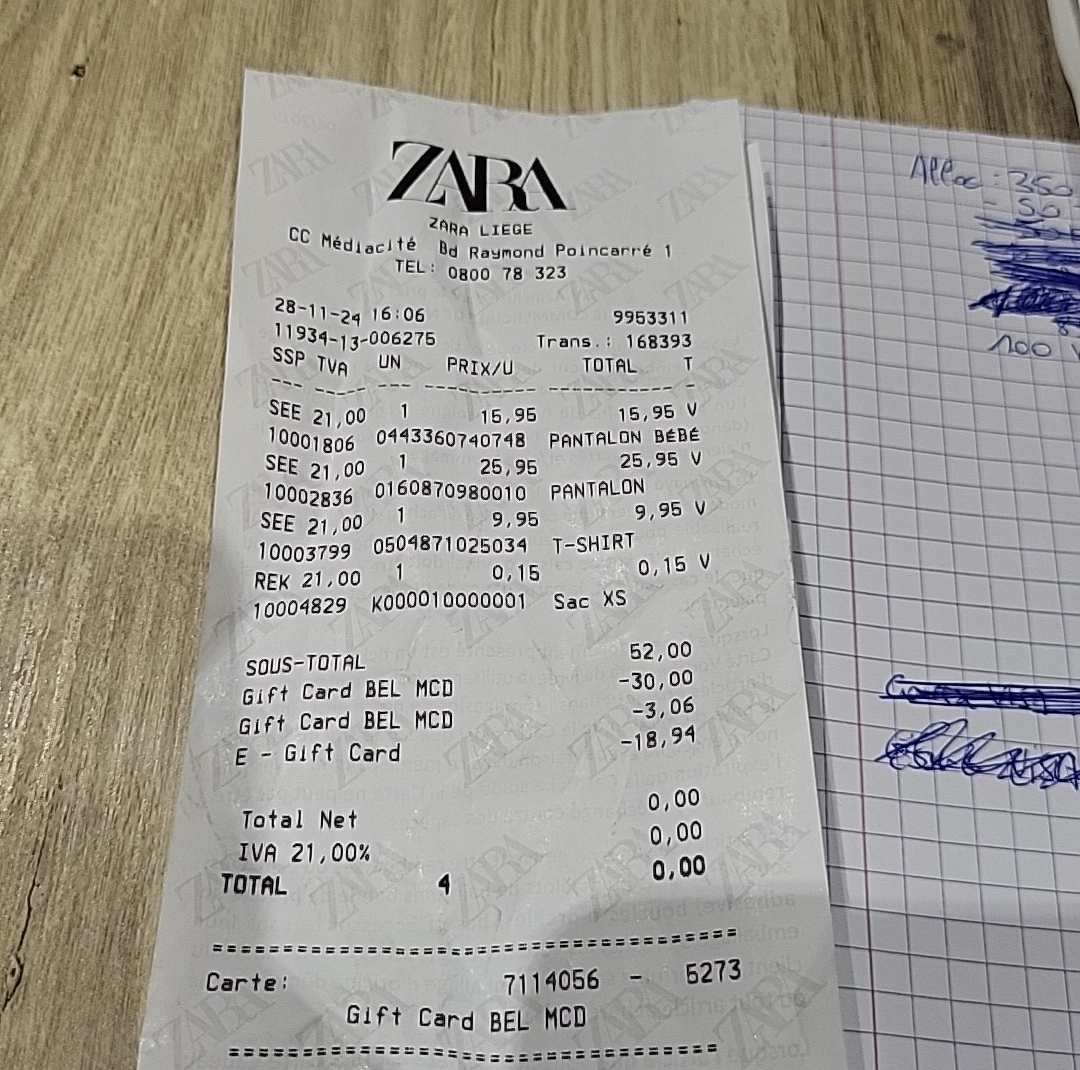 ZARA
ZARA LIEGE
CC Médiacité Bd Raymond Poincarré 1
TEL: 0800 78 323
28-11-24 16:06 9953311
11934-13-006275 Trans.: 168393
SSP TVA UN PRIX/U TOTAL T
--- ----- --- --------- ----------- -
SEE 21,00 1 15,95 15,95 V
10001806 0443360740748 PANTALON BÉBÉ
SEE 21,00 1 25,95 25,95 V
10002836 0160870980010 PANTALON
SEE 21,00 1 9,95 9,95 V
10003799 0504871025034 T-SHIRT
REK 21,00 1 0,15 0,15 V
10004829 K000010000001 Sac XS
SOUS-TOTAL 52,00
Gift Card BEL MCD -30,00
Gift Card BEL MCD -3,06
E - Gift Card -18,94
Total Net 0,00
IVA 21,00% 0,00
TOTAL 4 0,00
===================================
Carte: 7114056 - 5273
Gift Card BEL MCD
===================================
Alloc : 350
- 50
100